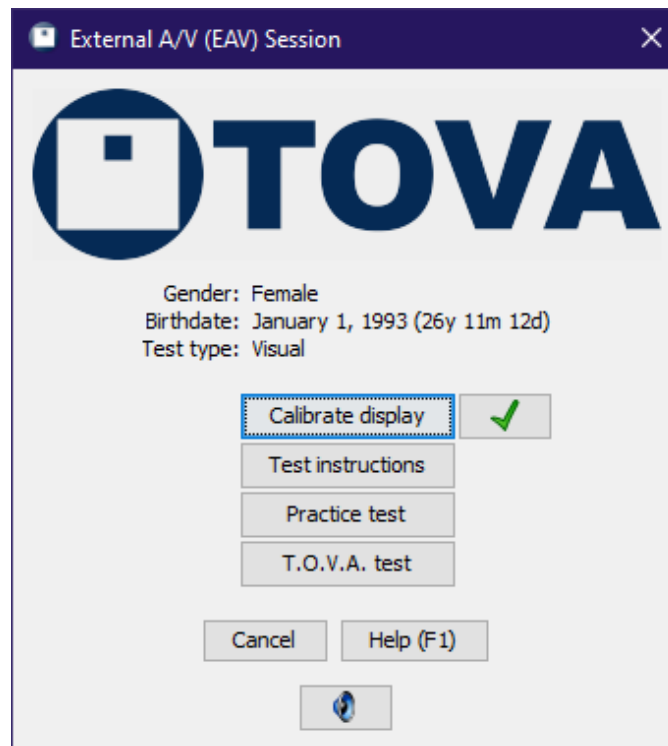 External A/V (EAV) Session
TOVA
Gender: Female
Birthdate: January 1, 1993 (26y 11m 12d)
Test type: Visual
Calibrate display
Test instructions
Practice test
T.O.V.A. test
Cancel Help (F1)